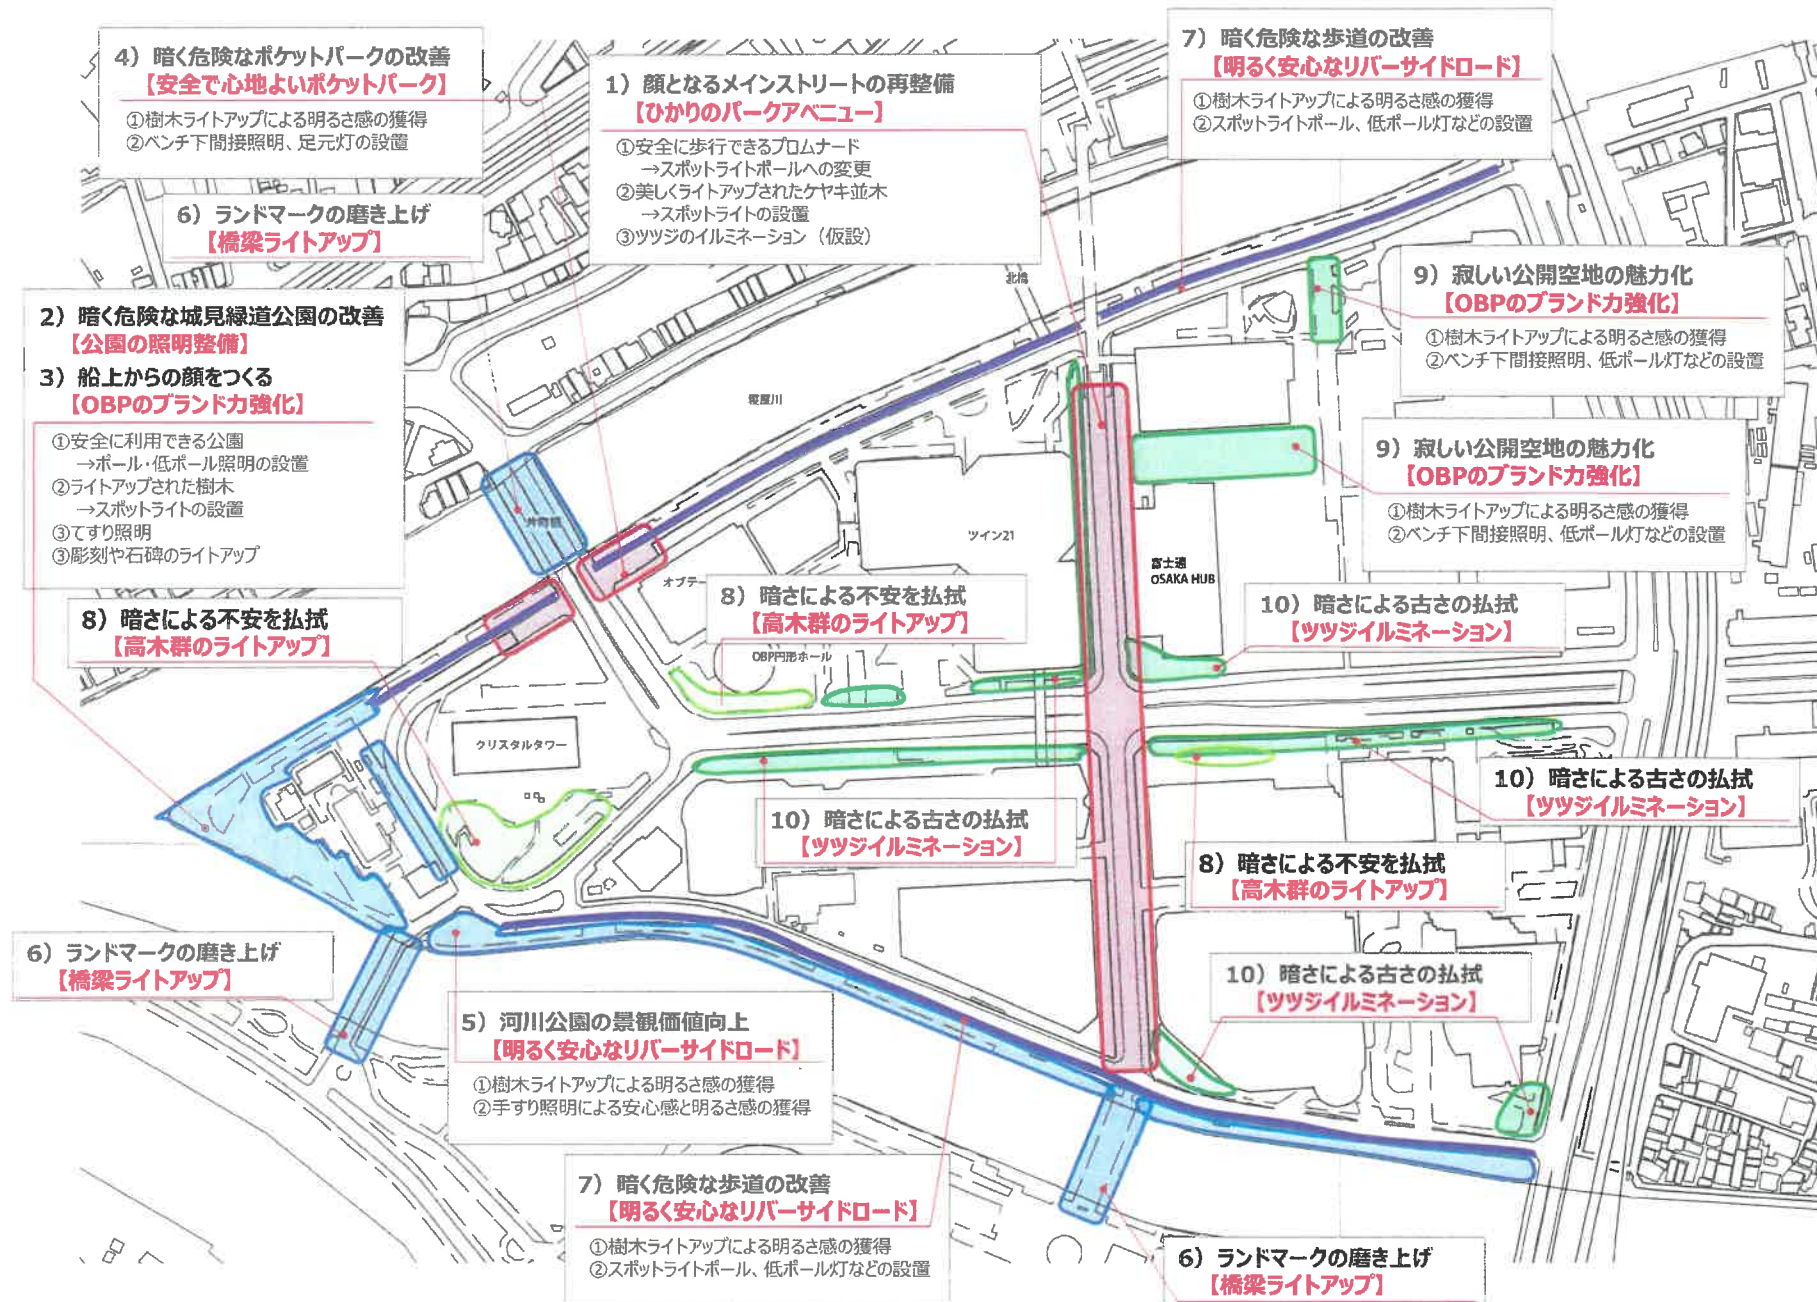 4）暗く危険なポケットパークの改善
【安全で心地よいポケットパーク】
①樹木ライトアップによる明るさ感の獲得
②ベンチ下間接照明、足元灯の設置
6）ランドマークの磨き上げ
【橋梁ライトアップ】
1）顔となるメインストリートの再整備
【ひかりのパークアベニュー】
①安全に歩行できるプロムナード
→スポットライトポールへの変更
②美しくライトアップされたケヤキ並木
→スポットライトの設置
③ツツジのイルミネーション（仮設）
7）暗く危険な歩道の改善
【明るく安心なリバーサイドロード】
①樹木ライトアップによる明るさ感の獲得
②スポットライトポール、低ポール灯などの設置
2）暗く危険な城見緑道公園の改善
【公園の照明整備】
3）船上からの顔をつくる
【OBPのブランド力強化】
①安全に利用できる公園
→ポール・低ポール照明の設置
②ライトアップされた樹木
→スポットライトの設置
③てすり照明
③彫刻や石碑のライトアップ
9）寂しい公開空地の魅力化
【OBPのブランド力強化】
①樹木ライトアップによる明るさ感の獲得
②ベンチ下間接照明、低ポール灯などの設置
9）寂しい公開空地の魅力化
【OBPのブランド力強化】
①樹木ライトアップによる明るさ感の獲得
②ベンチ下間接照明、低ポール灯などの設置
北橋
寝屋川
片町橋
ツイン21
富士通
OSAKA HUB
オプテ
8）暗さによる不安を払拭
【高木群のライトアップ】
8）暗さによる不安を払拭
【高木群のライトアップ】
OBP円形ホール
10）暗さによる古さの払拭
【ツツジイルミネーション】
クリスタルタワー
10）暗さによる古さの払拭
【ツツジイルミネーション】
10）暗さによる古さの払拭
【ツツジイルミネーション】
8）暗さによる不安を払拭
【高木群のライトアップ】
6）ランドマークの磨き上げ
【橋梁ライトアップ】
5）河川公園の景観価値向上
【明るく安心なリバーサイドロード】
①樹木ライトアップによる明るさ感の獲得
②手すり照明による安心感と明るさ感の獲得
10）暗さによる古さの払拭
【ツツジイルミネーション】
7）暗く危険な歩道の改善
【明るく安心なリバーサイドロード】
①樹木ライトアップによる明るさ感の獲得
②スポットライトポール、低ポール灯などの設置
6）ランドマークの磨き上げ
【橋梁ライトアップ】